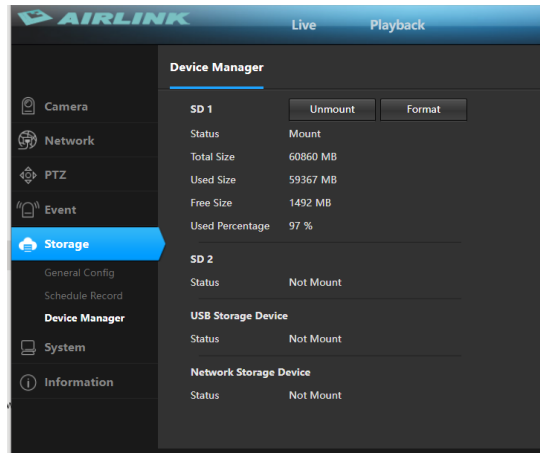 AIRLINK
Live Playback
Device Manager
Camera
Network
PTZ
Event
Storage
General Config
Schedule Record
Device Manager
System
Information
SD 1 Unmount Format
Status Mount
Total Size 60860 MB
Used Size 59367 MB
Free Size 1492 MB
Used Percentage 97 %
SD 2
Status Not Mount
USB Storage Device
Status Not Mount
Network Storage Device
Status Not Mount